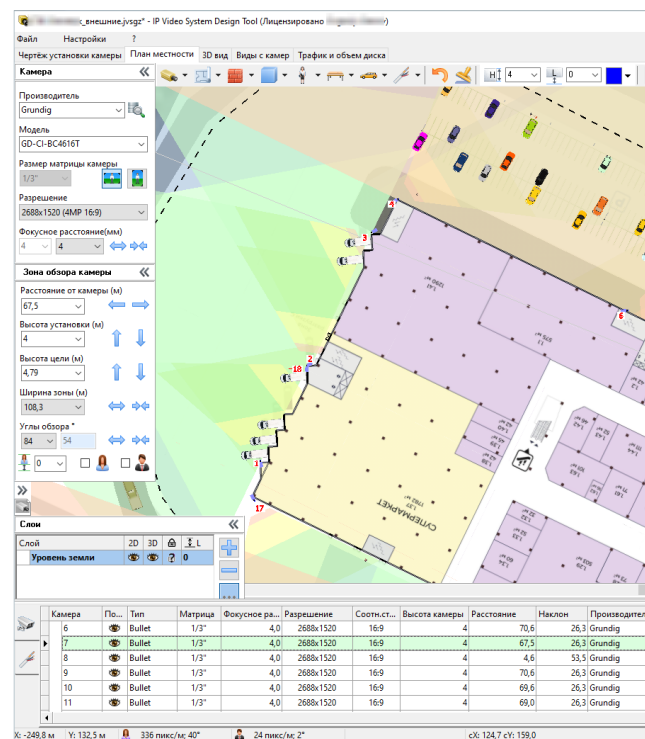 _внешние.jvsgz* - IP Video System Design Tool (Лицензировано
Файл Настройки ?
Чертёж установки камеры План местности 3D вид Виды с камер Трафик и объем диска
Камера
H 4 L 0
Производитель
Grundig
Модель
GD-CI-BC4616T
Размер матрицы камеры
1/3"
Разрешение
2688x1520 (4MP 16:9)
Фокусное расстояние(мм)
4 4
Зона обзора камеры
Расстояние от камеры (м)
67,5
Высота установки (м)
4
Высота цели (м)
4,79
Ширина зоны (м)
108,3
Углы обзора °
84 54
0
4
3
6
2
18
1
17
СУПЕРМАРКЕТ
Слои
Слой 2D 3D L
Уровень земли ? 0
...
Камера По... Тип Матрица Фокусное ра... Разрешение Соотн.ст... Высота камеры Расстояние Наклон Производител
6 Bullet 1/3" 4,0 2688x1520 16:9 4 70,6 26,3 Grundig
7 Bullet 1/3" 4,0 2688x1520 16:9 4 67,5 26,3 Grundig
8 Bullet 1/3" 4,0 2688x1520 16:9 4 4,6 53,5 Grundig
9 Bullet 1/3" 4,0 2688x1520 16:9 4 70,6 26,3 Grundig
10 Bullet 1/3" 4,0 2688x1520 16:9 4 69,6 26,3 Grundig
11 Bullet 1/3" 4,0 2688x1520 16:9 4 69,0 26,3 Grundig
X: -249,8 м Y: 132,5 м 336 пикс/м; 40° 24 пикс/м; 2° cX: 124,7 cY: 159,0